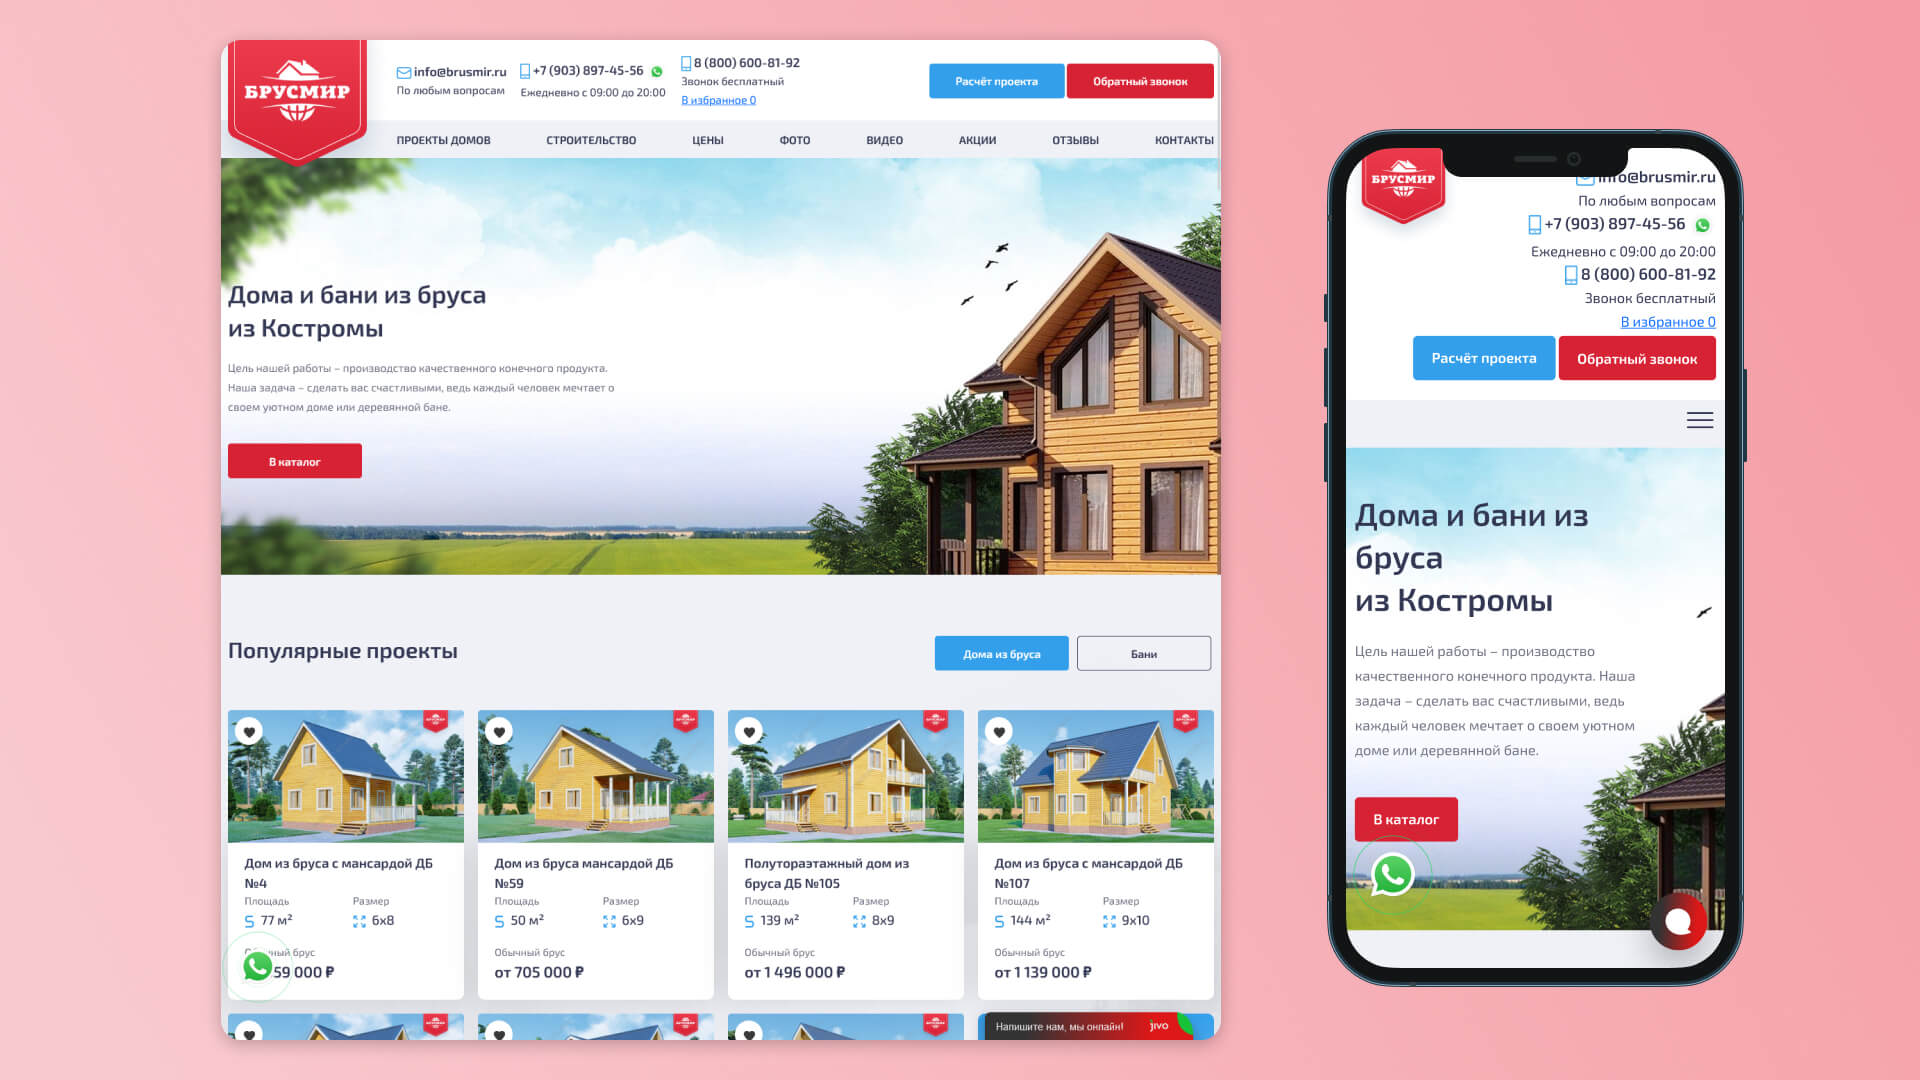 БРУСМИР
info@brusmir.ru
По любым вопросам
+7 (903) 897-45-56
Ежедневно с 09:00 до 20:00
8 (800) 600-81-92
Звонок бесплатный
В избранное 0
Расчёт проекта
Обратный звонок
ПРОЕКТЫ ДОМОВ СТРОИТЕЛЬСТВО ЦЕНЫ ФОТО ВИДЕО АКЦИИ ОТЗЫВЫ КОНТАКТЫ
Дома и бани из бруса
из Костромы
Цель нашей работы – производство качественного конечного продукта.
Наша задача – сделать вас счастливыми, ведь каждый человек мечтает о
своем уютном доме или деревянной бане.
В каталог
Популярные проекты
Дома из бруса
Бани
БРУСМИР
Дом из бруса с мансардой ДБ
№4
Площадь Размер
77 м² 6x8
Обычный брус
59 000 ₽
БРУСМИР
Дом из бруса мансардой ДБ
№59
Площадь Размер
50 м² 6x9
Обычный брус
от 705 000 ₽
БРУСМИР
Полутораэтажный дом из
бруса ДБ №105
Площадь Размер
139 м² 8x9
Обычный брус
от 1 496 000 ₽
БРУСМИР
Дом из бруса с мансардой ДБ
№107
Площадь Размер
144 м² 9x10
Обычный брус
от 1 139 000 ₽
БРУСМИР
БРУСМИР
БРУСМИР
Напишите нам, мы онлайн! jivo
БРУСМИР
info@brusmir.ru
По любым вопросам
+7 (903) 897-45-56
Ежедневно с 09:00 до 20:00
8 (800) 600-81-92
Звонок бесплатный
В избранное 0
Расчёт проекта
Обратный звонок
Дома и бани из
бруса
из Костромы
Цель нашей работы – производство
качественного конечного продукта. Наша
задача – сделать вас счастливыми, ведь
каждый человек мечтает о своем уютном
доме или деревянной бане.
В каталог